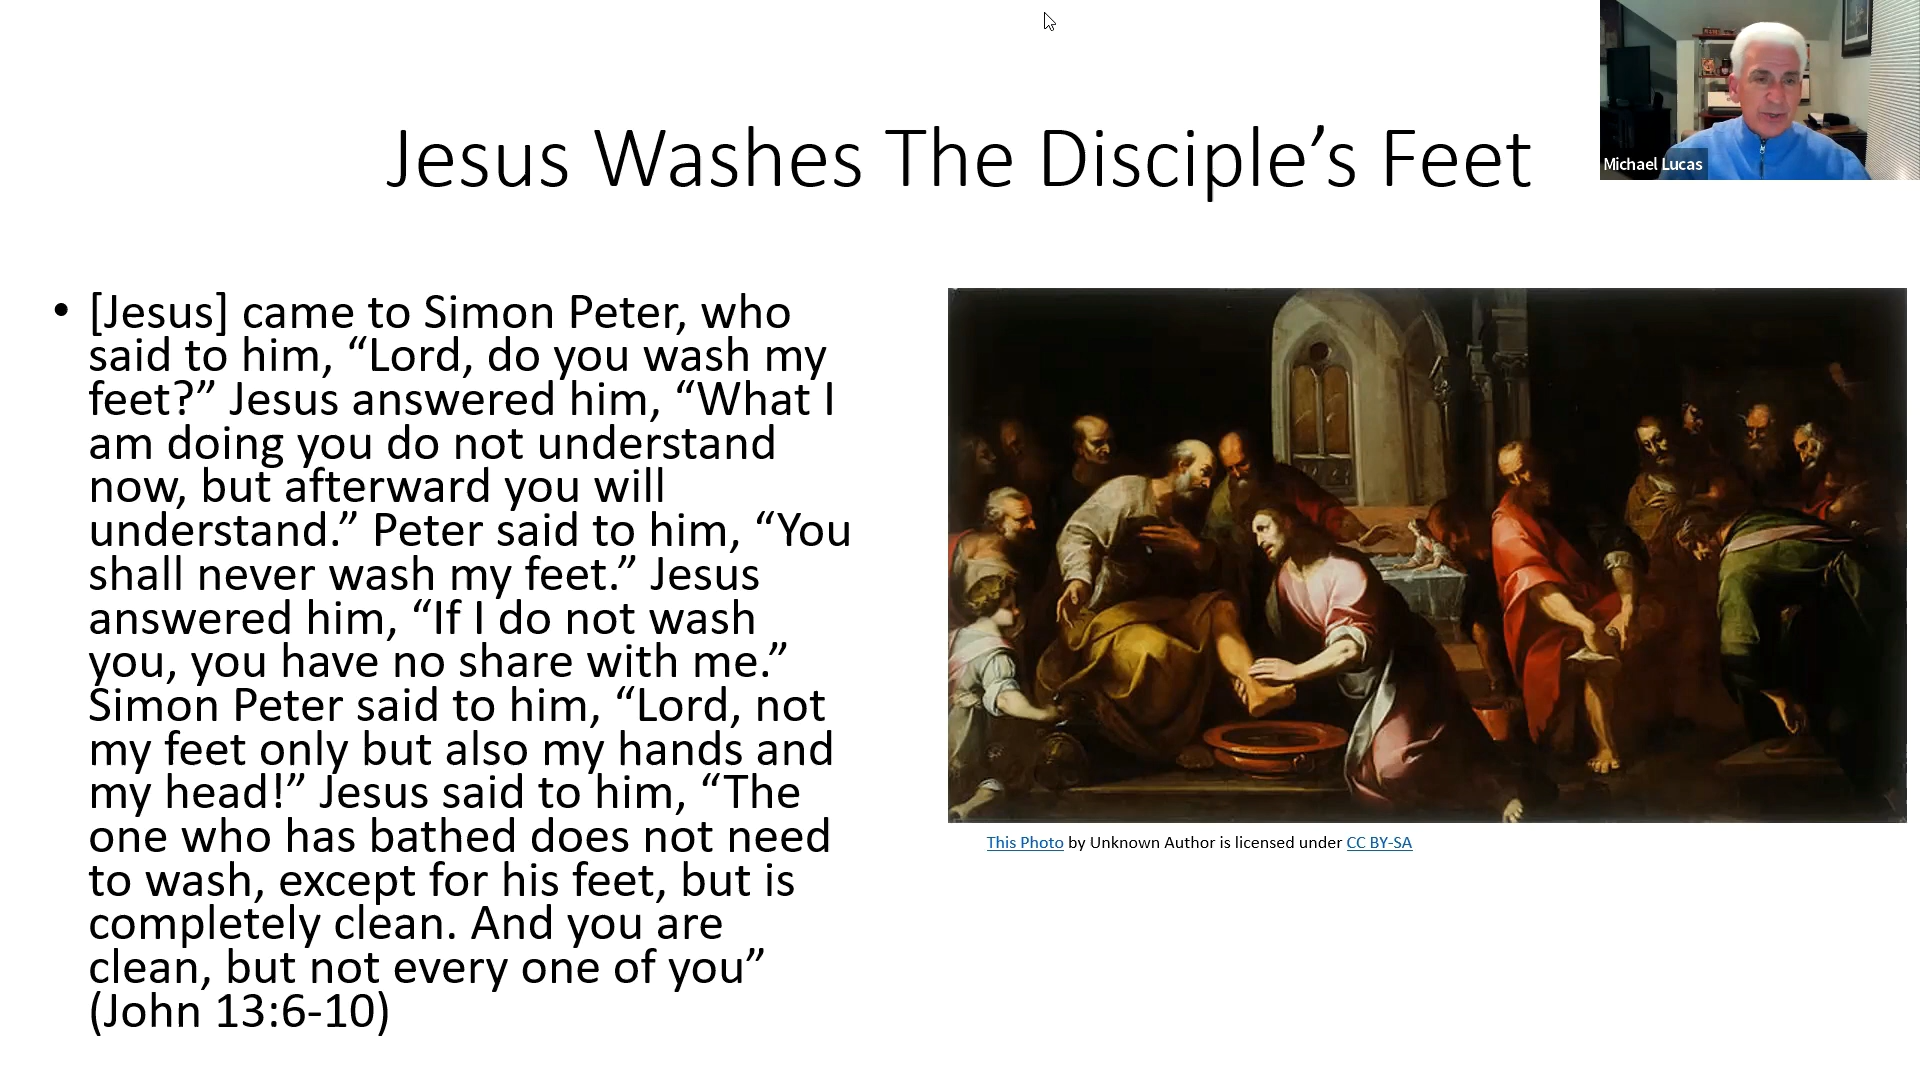 Michael Lucas
Jesus Washes The Disciple’s Feet
• [Jesus] came to Simon Peter, who
said to him, “Lord, do you wash my
feet?” Jesus answered him, “What I
am doing you do not understand
now, but afterward you will
understand.” Peter said to him, “You
shall never wash my feet.” Jesus
answered him, “If I do not wash
you, you have no share with me.”
Simon Peter said to him, “Lord, not
my feet only but also my hands and
my head!” Jesus said to him, “The
one who has bathed does not need
to wash, except for his feet, but is
completely clean. And you are
clean, but not every one of you”
(John 13:6-10)
This Photo by Unknown Author is licensed under CC BY-SA